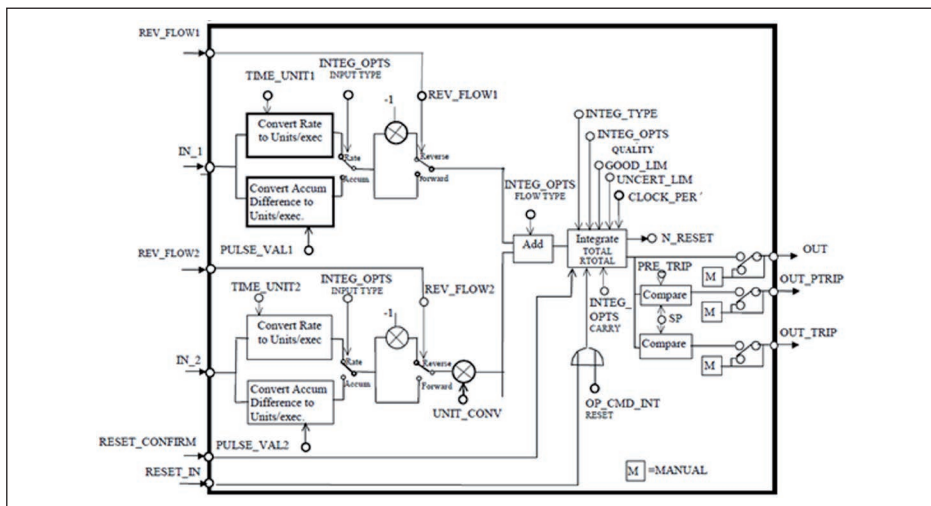 REV_FLOW1
TIME_UNIT1
INTEG_OPTS
INPUT TYPE
-1
REV_FLOW1
Convert Rate
to Units/exec
IN_1
Rate
Accum
Reverse
Forward
Convert Accum
Difference to
Units/exec.
PULSE_VAL1
INTEG_TYPE
INTEG_OPTS
QUALITY
GOOD_LIM
UNCERT_LIM
CLOCK_PER
INTEG_OPTS
FLOW TYPE
Add
Integrate
TOTAL
RTOTAL
N_RESET
OUT
REV_FLOW2
TIME_UNIT2
INTEG_OPTS
INPUT TYPE
-1
REV_FLOW2
PRE_TRIP
M
OUT_PTRIP
Compare
M
SP
INTEG_
OPTS
CARRY
Convert Rate
to Units/exec
OUT_TRIP
Compare
M
IN_2
Rate
Accum
Reverse
Forward
Convert Accum
Difference to
Units/exec.
UNIT_CONV
OP_CMD_INT
RESET
RESET_CONFIRM
PULSE_VAL2
RESET_IN
M =MANUAL